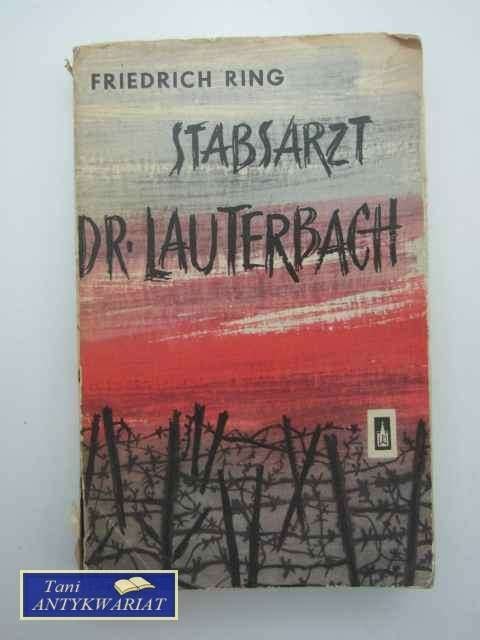 FRIEDRICH RING
STABSARZT
DR. LAUTERBACH
Tani
ANTYKWARIAT